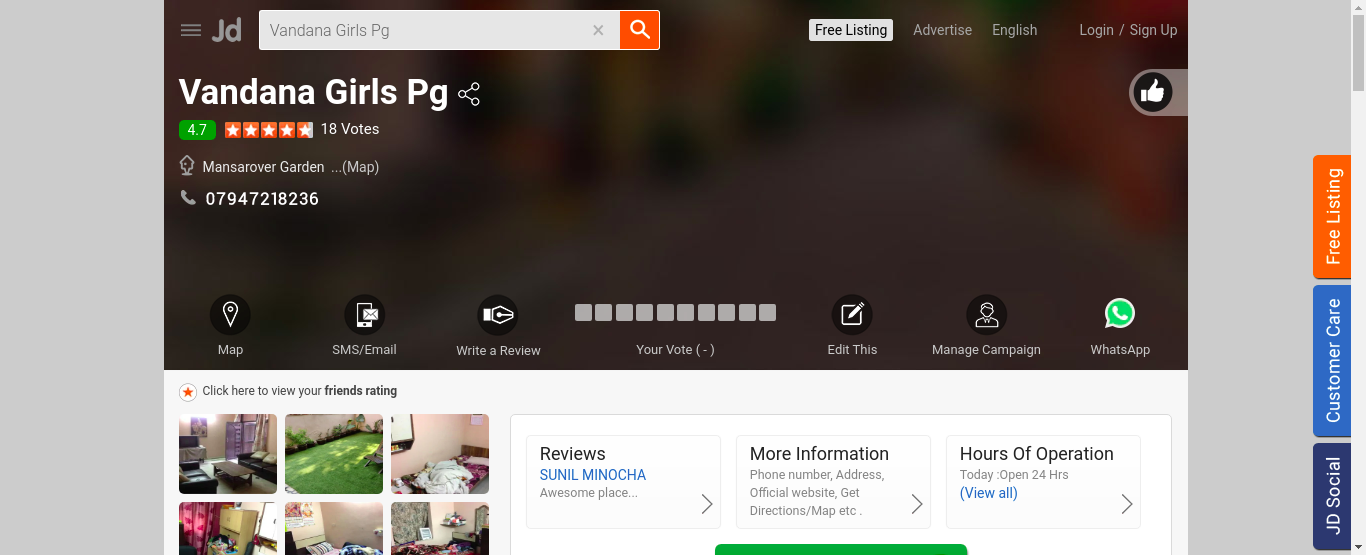 Jd
Vandana Girls Pg
Free Listing
Advertise
English
Login / Sign Up
Vandana Girls Pg
4.7
18 Votes
Mansarover Garden ...(Map)
07947218236
Map
SMS/Email
Write a Review
Your Vote ( - )
Edit This
Manage Campaign
WhatsApp
Click here to view your friends rating
Reviews
SUNIL MINOCHA
Awesome place...
More Information
Phone number, Address,
Official website, Get
Directions/Map etc .
Hours Of Operation
Today :Open 24 Hrs
(View all)
Free Listing
Customer Care
JD Social